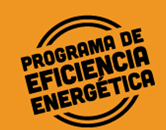 PROGRAMA DE
EFICIENCIA
ENERGÉTICA